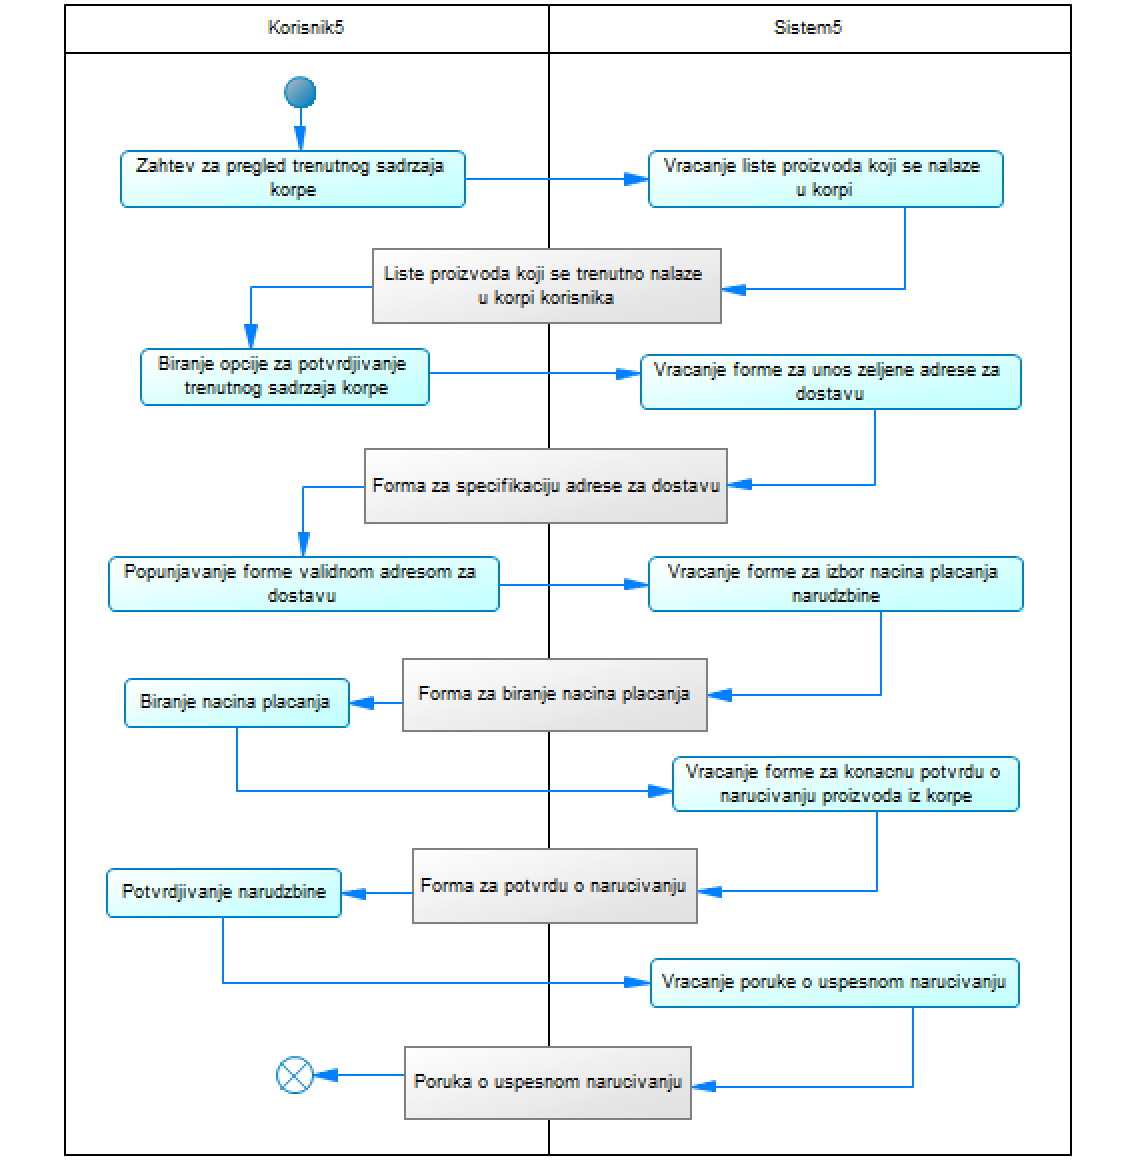 Korisnik5
Sistem5
Zahtev za pregled trenutnog sadrzaja
korpe
Vracanje liste proizvoda koji se nalaze
u korpi
Liste proizvoda koji se trenutno nalaze
u korpi korisnika
Biranje opcije za potvrdjivanje
trenutnog sadrzaja korpe
Vracanje forme za unos zeljene adrese za
dostavu
Forma za specifikaciju adrese za dostavu
Popunjavanje forme validnom adresom za
dostavu
Vracanje forme za izbor nacina placanja
narudzbine
Forma za biranje nacina placanja
Biranje nacina placanja
Vracanje forme za konacnu potvrdu o
narucivanju proizvoda iz korpe
Forma za potvrdu o narucivanju
Potvrdjivanje narudzbine
Vracanje poruke o uspesnom narucivanju
Poruka o uspesnom narucivanju